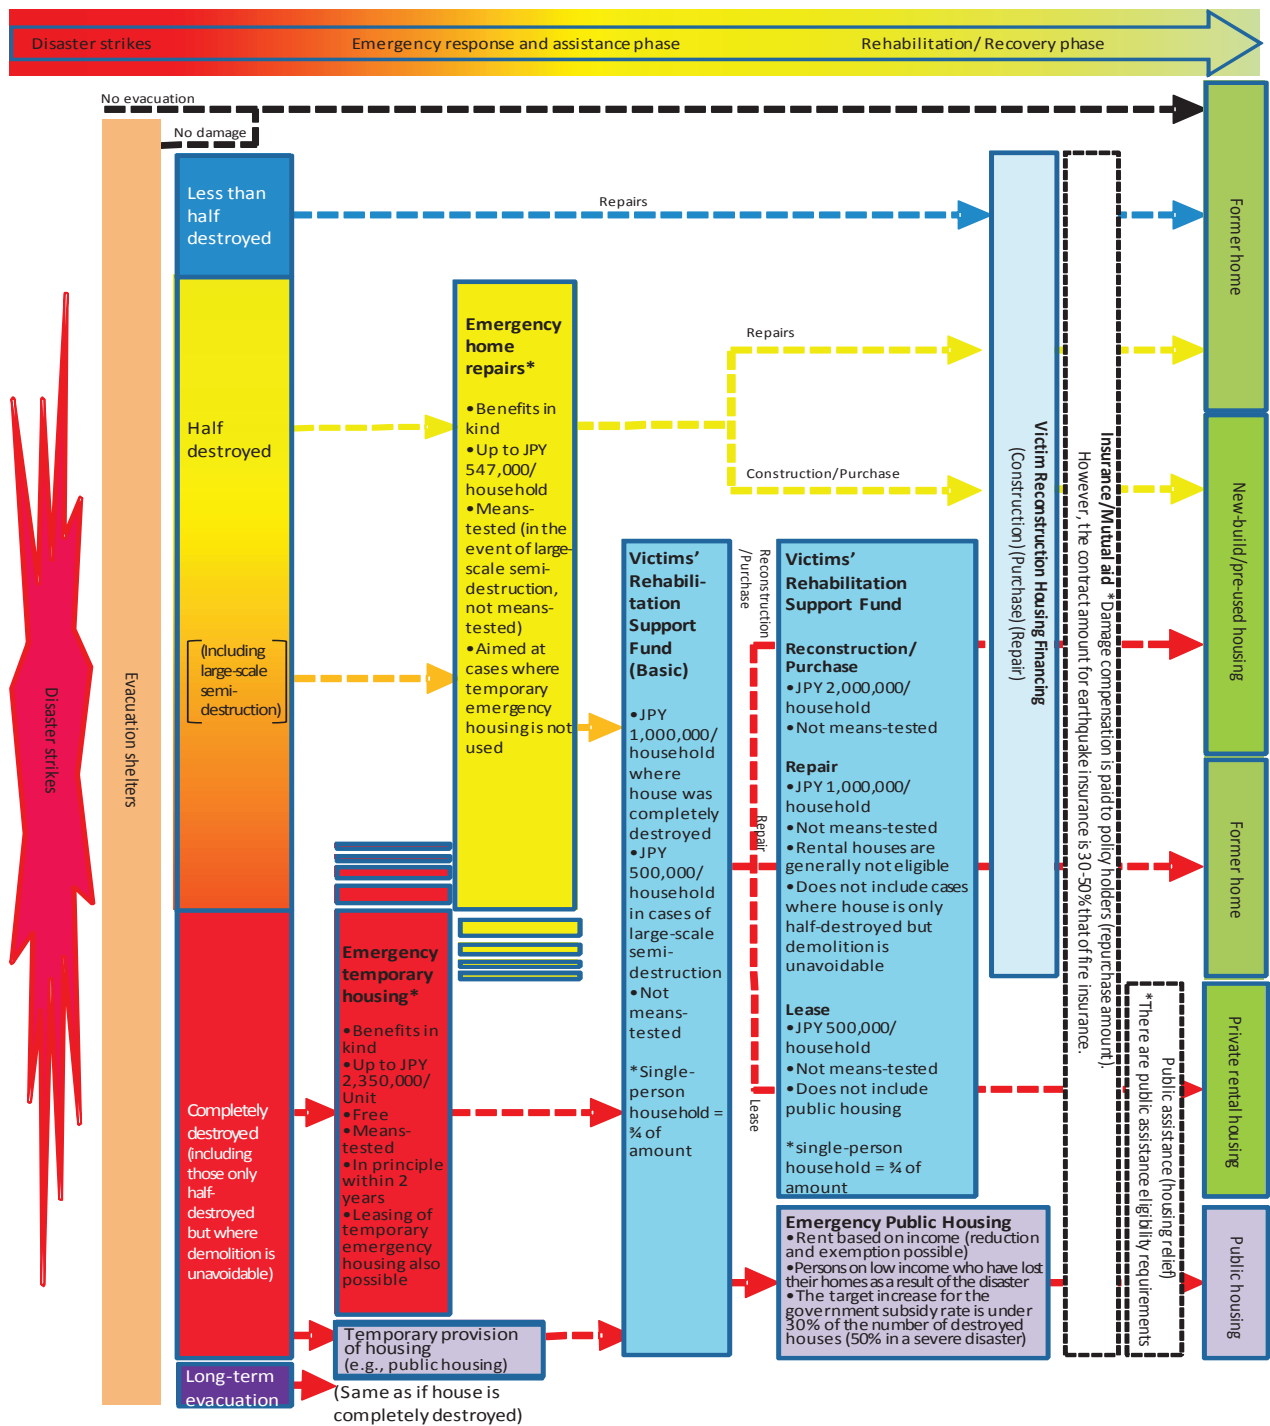 Disaster strikes
Emergency response and assistance phase
Rehabilitation/ Recovery phase
No evacuation
No damage
Less than
half
destroyed
Repairs
Half
destroyed
(Including
large-scale
semi-
destruction)
Completely
destroyed
(including
those only
half-
destroyed
but where
demolition is
unavoidable)
Long-term
evacuation
Disaster strikes
Evacuation shelters
Emergency
home
repairs*
•Benefits in
kind
•Up to JPY
547,000/
household
•Means-
tested (in the
event of large-
scale semi-
destruction,
not means-
tested)
•Aimed at
cases where
temporary
emergency
housing is not
used
Emergency
temporary
housing*
•Benefits in
kind
•Up to JPY
2,350,000/
Unit
•Free
•Means-
tested
•In principle
within 2
years
•Leasing of
temporary
emergency
housing also
possible
Temporary provision
of housing
(e.g., public housing)
(Same as if house is
completely destroyed)
Repairs
Construction/Purchase
Victims’
Rehabili-
tation
Support
Fund
(Basic)
•JPY
1,000,000/
household
where
house was
completely
destroyed
•JPY
500,000/
household
in cases of
large-scale
semi-
destruction
•Not
means-
tested
*Single-
person
household =
¾ of
amount
Reconstruction
/Purchase
Repair
Lease
Victims’
Rehabilitation
Support Fund
Reconstruction/
Purchase
•JPY 2,000,000/
household
•Not means-tested
Repair
•JPY 1,000,000/
household
•Not means-tested
•Rental houses are
generally not eligible
•Does not include cases
where house is only
half-destroyed but
demolition is
unavoidable
Lease
•JPY 500,000/
household
•Not means-tested
•Does not include
public housing
*single-person
household = ¾ of
amount
Emergency Public Housing
•Rent based on income (reduction
and exemption possible)
•Persons on low income who have lost
their homes as a result of the disaster
•The target increase for the
government subsidy rate is under
30% of the number of destroyed
houses (50% in a severe disaster)
Victim Reconstruction Housing Financing
(Construction) (Purchase) (Repair)
Insurance/Mutual aid *Damage compensation is paid to policy holders (repurchase amount).
However, the contract amount for earthquake insurance is 30-50% that of fire insurance.
Public assistance (housing relief)
*There are public assistance eligibility requirements
Former home
New-build/pre-used housing
Former home
Private rental housing
Public housing